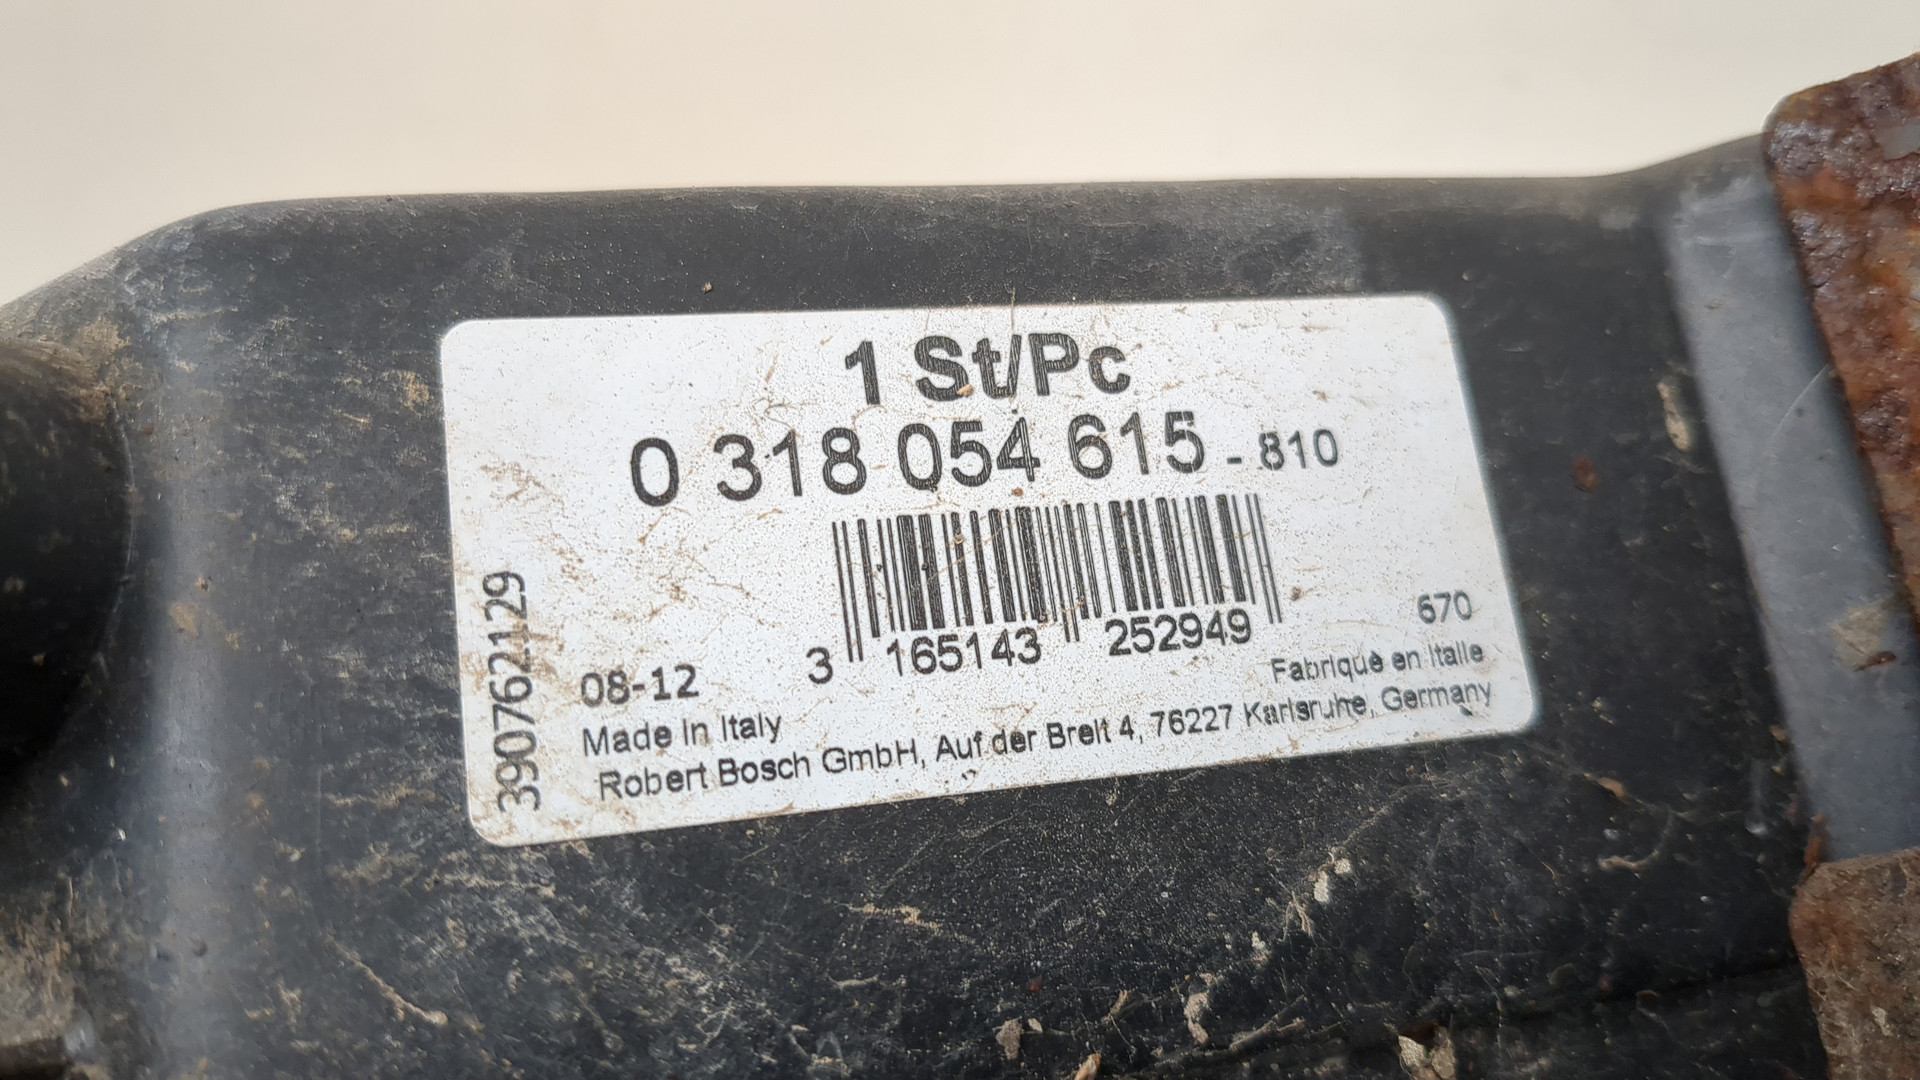 1 St/Pc
0 318 054 615 - 810
3 165143 252949
670
390762129
08-12
Made in Italy
Fabriqué en Italie
Robert Bosch GmbH, Auf der Breit 4, 76227 Karlsruhe, Germany